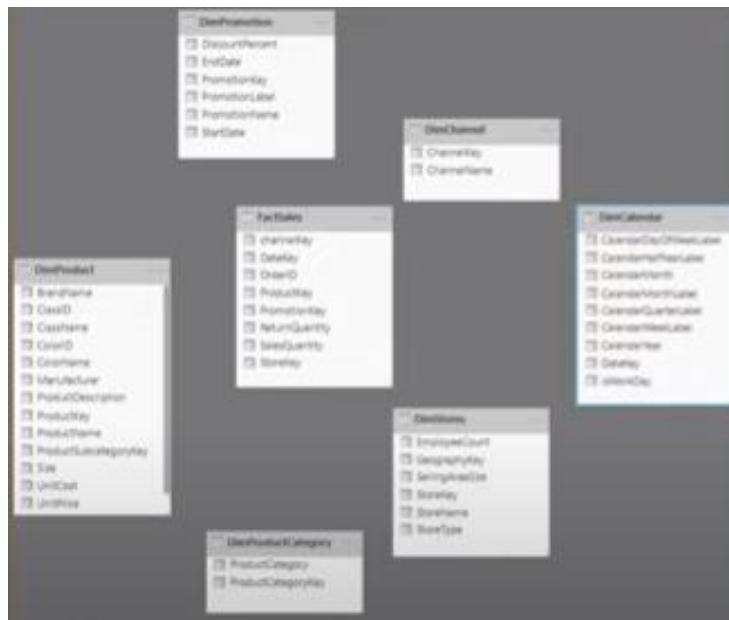 DimPromotion
DiscountPercent
EndDate
PromotionKey
PromotionLabel
PromotionName
StartDate
DimChannel
ChannelKey
ChannelName
FactSales
channelKey
DateKey
OrderID
ProductKey
PromotionKey
ReturnQuantity
SalesQuantity
StoreKey
DimCalendar
CalendarDayOfWeekLabel
CalendarHalfYearLabel
CalendarMonth
CalendarMonthLabel
CalendarQuarterLabel
CalendarWeekLabel
CalendarYear
DateKey
IsWorkDay
DimProduct
BrandName
ClassID
ClassName
ColorID
ColorName
Manufacturer
ProductDescription
ProductKey
ProductName
ProductSubcategoryKey
Size
UnitCost
UnitPrice
DimStores
EmployeeCount
GeographyKey
SellingAreaSize
StoreKey
StoreName
StoreType
DimProductCategory
ProductCategory
ProductCategoryKey